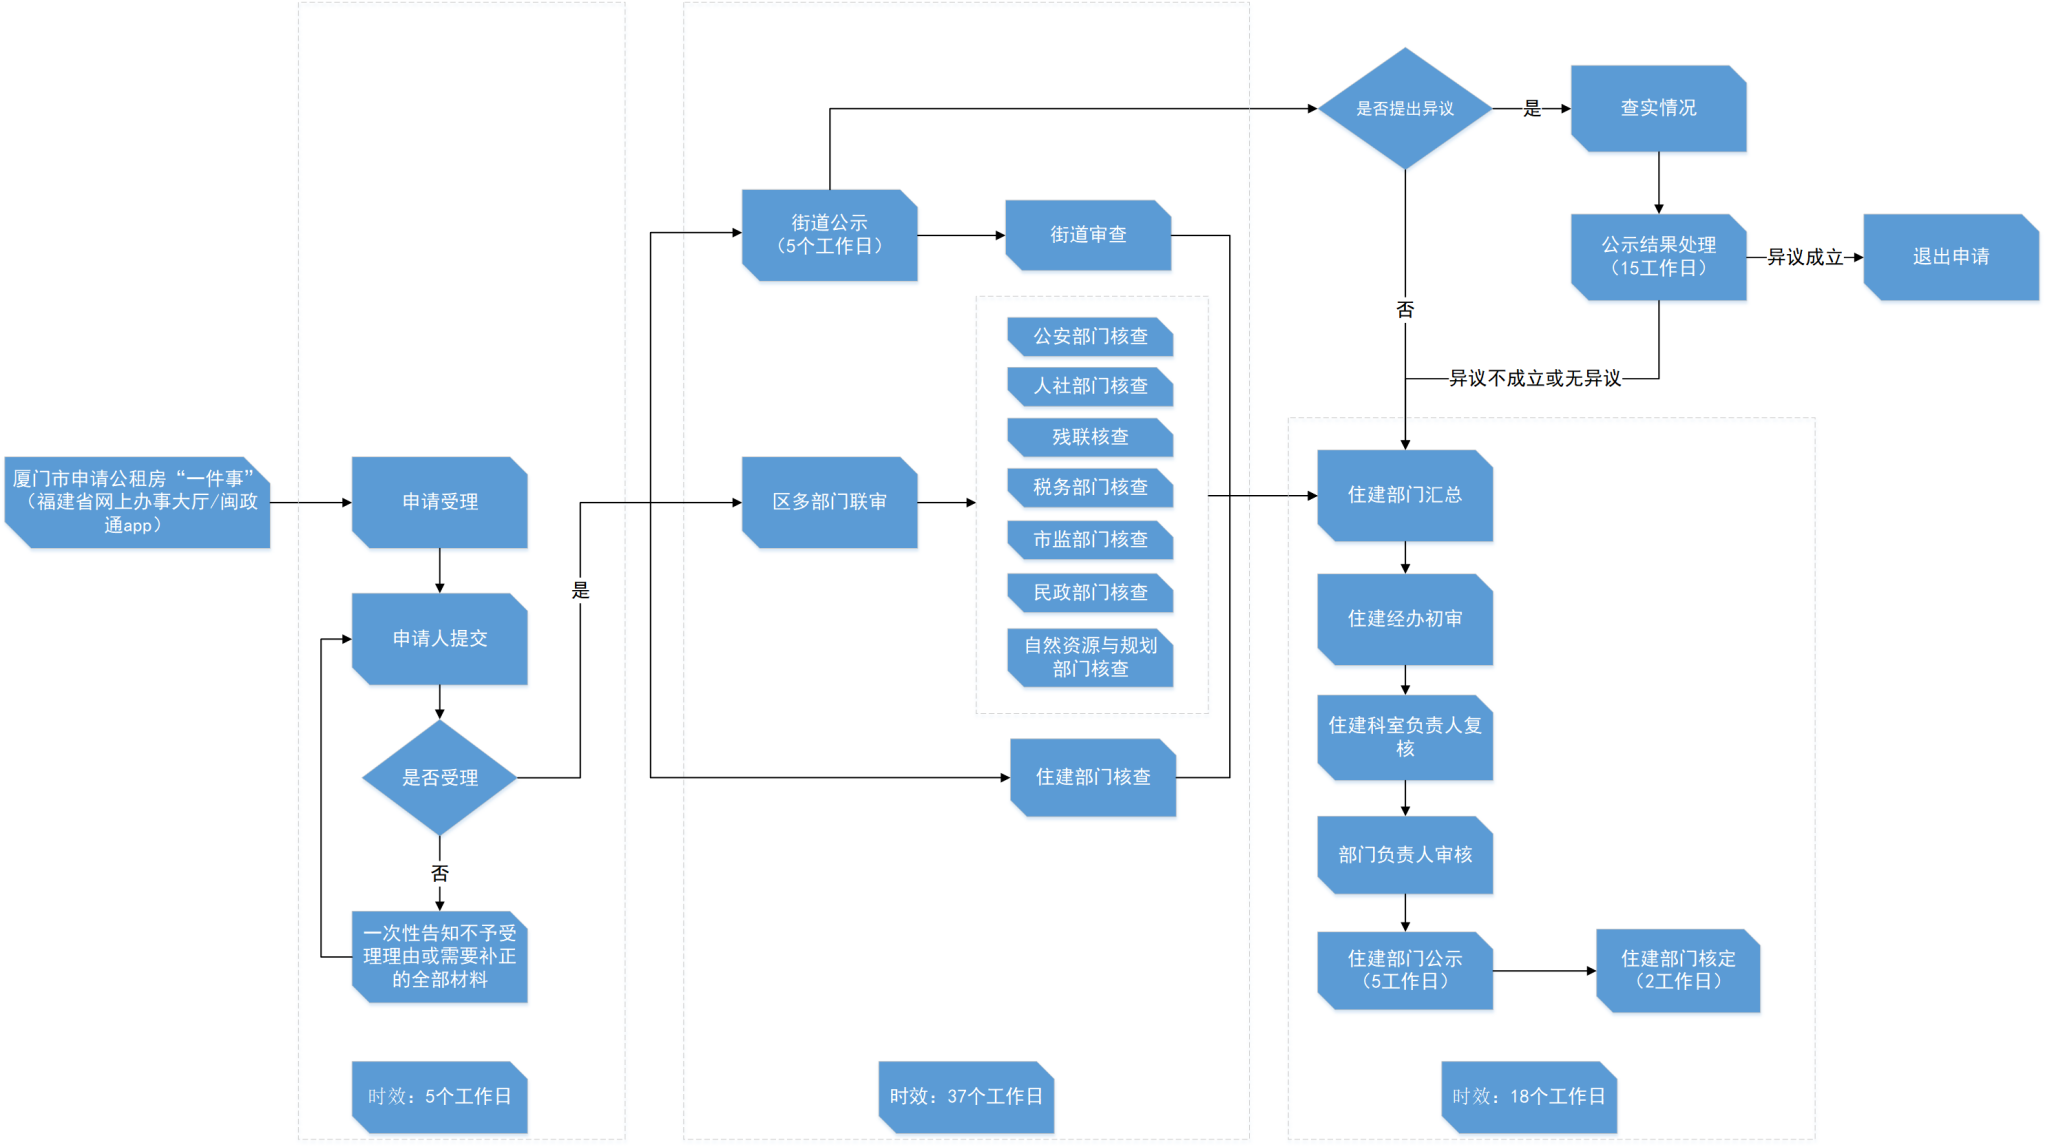 厦门市申请公租房“一件事”
（福建省网上办事大厅/闽政
通app）
申请受理
申请人提交
是否受理
是
否
一次性告知不予受
理理由或需要补正
的全部材料
时效：5个工作日
街道公示
（5个工作日）
街道审查
区多部门联审
公安部门核查
人社部门核查
残联核查
税务部门核查
市监部门核查
民政部门核查
自然资源与规划
部门核查
住建部门核查
时效：37个工作日
是否提出异议
是
查实情况
公示结果处理
（15工作日）
异议成立
退出申请
否
异议不成立或无异议
住建部门汇总
住建经办初审
住建科室负责人复
核
部门负责人审核
住建部门公示
（5工作日）
住建部门核定
（2工作日）
时效：18个工作日